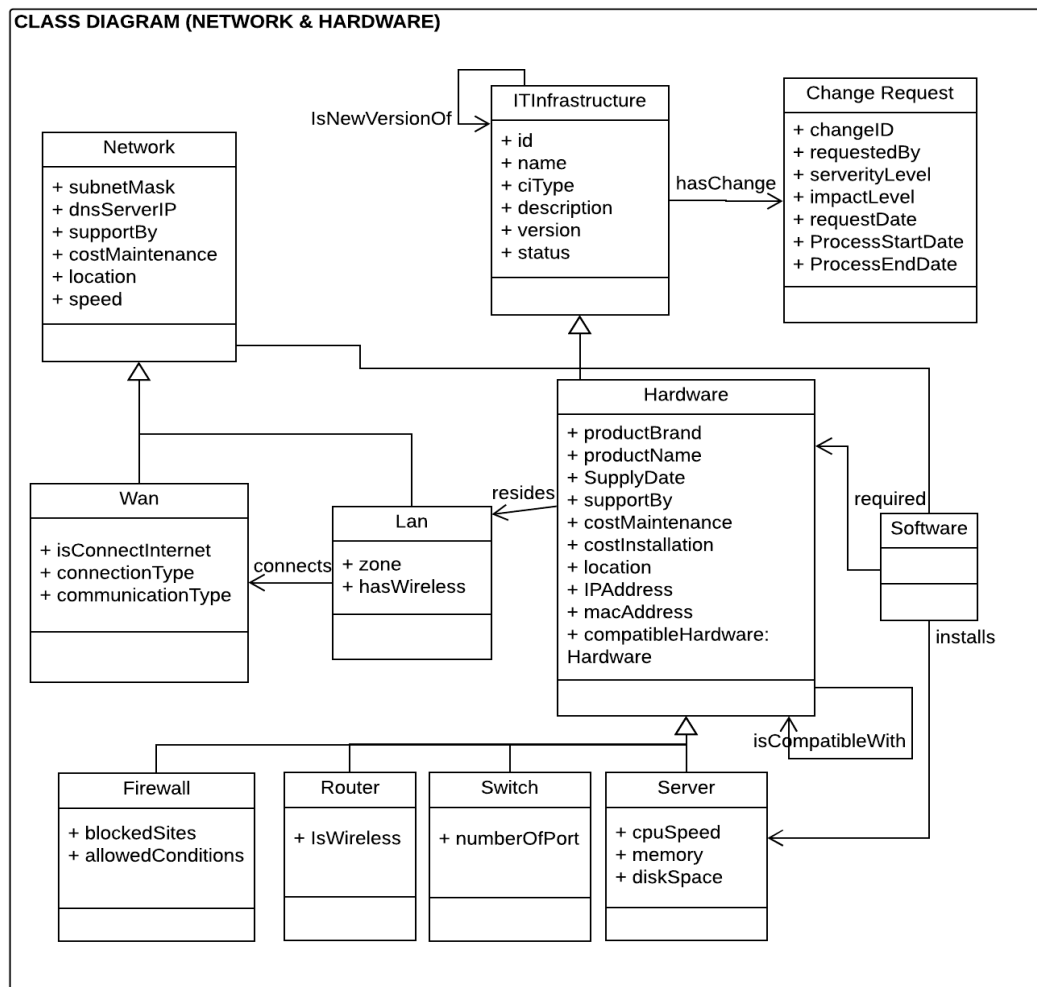 CLASS DIAGRAM (NETWORK & HARDWARE)
IsNewVersionOf
ITInfrastructure
+ id
+ name
+ ciType
+ description
+ version
+ status
hasChange
Change Request
+ changeID
+ requestedBy
+ serverityLevel
+ impactLevel
+ requestDate
+ ProcessStartDate
+ ProcessEndDate
Network
+ subnetMask
+ dnsServerIP
+ supportBy
+ costMaintenance
+ location
+ speed
Wan
+ isConnectInternet
+ connectionType
+ communicationType
connects
Lan
+ zone
+ hasWireless
resides
Hardware
+ productBrand
+ productName
+ SupplyDate
+ supportBy
+ costMaintenance
+ costInstallation
+ location
+ IPAddress
+ macAddress
+ compatibleHardware:
Hardware
required
Software
installs
isCompatibleWith
Firewall
+ blockedSites
+ allowedConditions
Router
+ IsWireless
Switch
+ numberOfPort
Server
+ cpuSpeed
+ memory
+ diskSpace